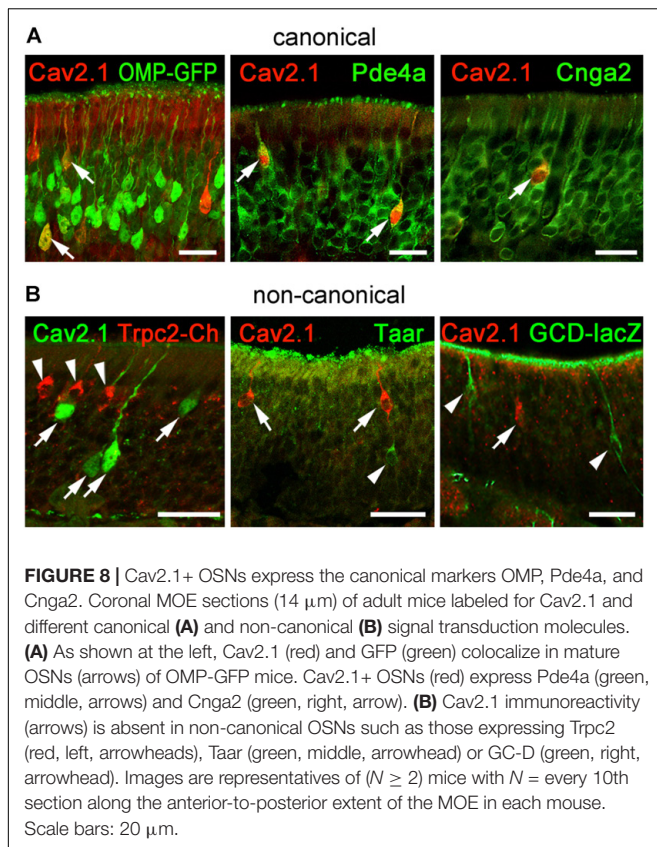 A
canonical
Cav2.1 OMP-GFP
Cav2.1 Pde4a
Cav2.1 Cnga2
B
non-canonical
Cav2.1 Trpc2-Ch
Cav2.1 Taar
Cav2.1 GCD-lacZ
FIGURE 8 | Cav2.1+ OSNs express the canonical markers OMP, Pde4a, and
Cnga2. Coronal MOE sections (14 μm) of adult mice labeled for Cav2.1 and
different canonical (A) and non-canonical (B) signal transduction molecules.
(A) As shown at the left, Cav2.1 (red) and GFP (green) colocalize in mature
OSNs (arrows) of OMP-GFP mice. Cav2.1+ OSNs (red) express Pde4a (green,
middle, arrows) and Cnga2 (green, right, arrow). (B) Cav2.1 immunoreactivity
(arrows) is absent in non-canonical OSNs such as those expressing Trpc2
(red, left, arrowheads), Taar (green, middle, arrowhead) or GC-D (green, right,
arrowhead). Images are representatives of (N ≥ 2) mice with N = every 10th
section along the anterior-to-posterior extent of the MOE in each mouse.
Scale bars: 20 μm.